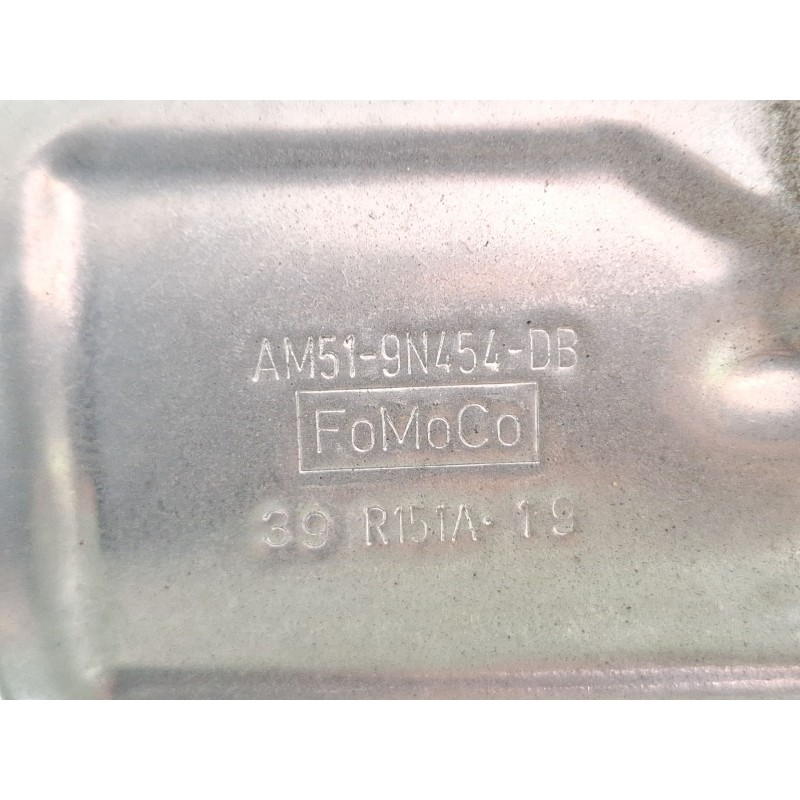 AM51-9N454-DB
FoMoCo
39 R151A· 19